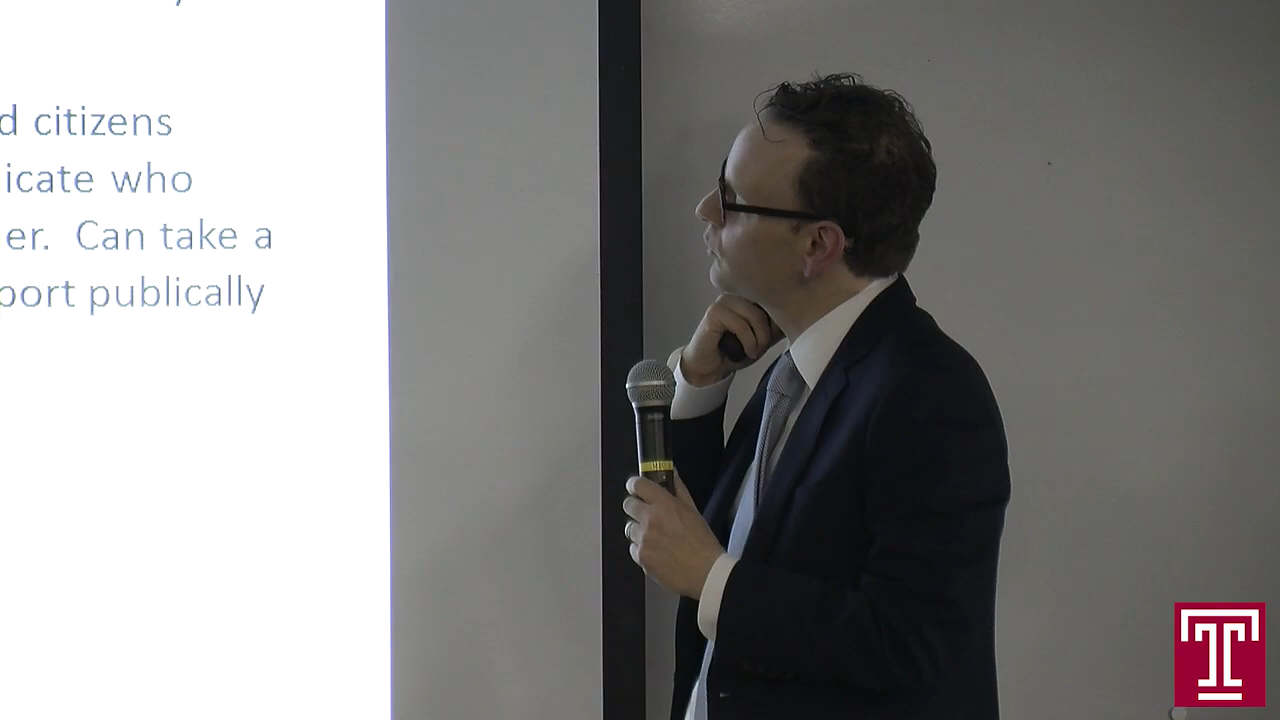 d citizens
icate who
er. Can take a
port publically
T